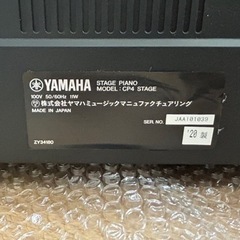 YAMAHA
STAGE PIANO
MODEL: CP4 STAGE
100V 50/60Hz 11W
株式会社ヤマハミュージックマニュファクチュアリング
MADE IN JAPAN
SER NO. JAA101039
'20
ZY34160